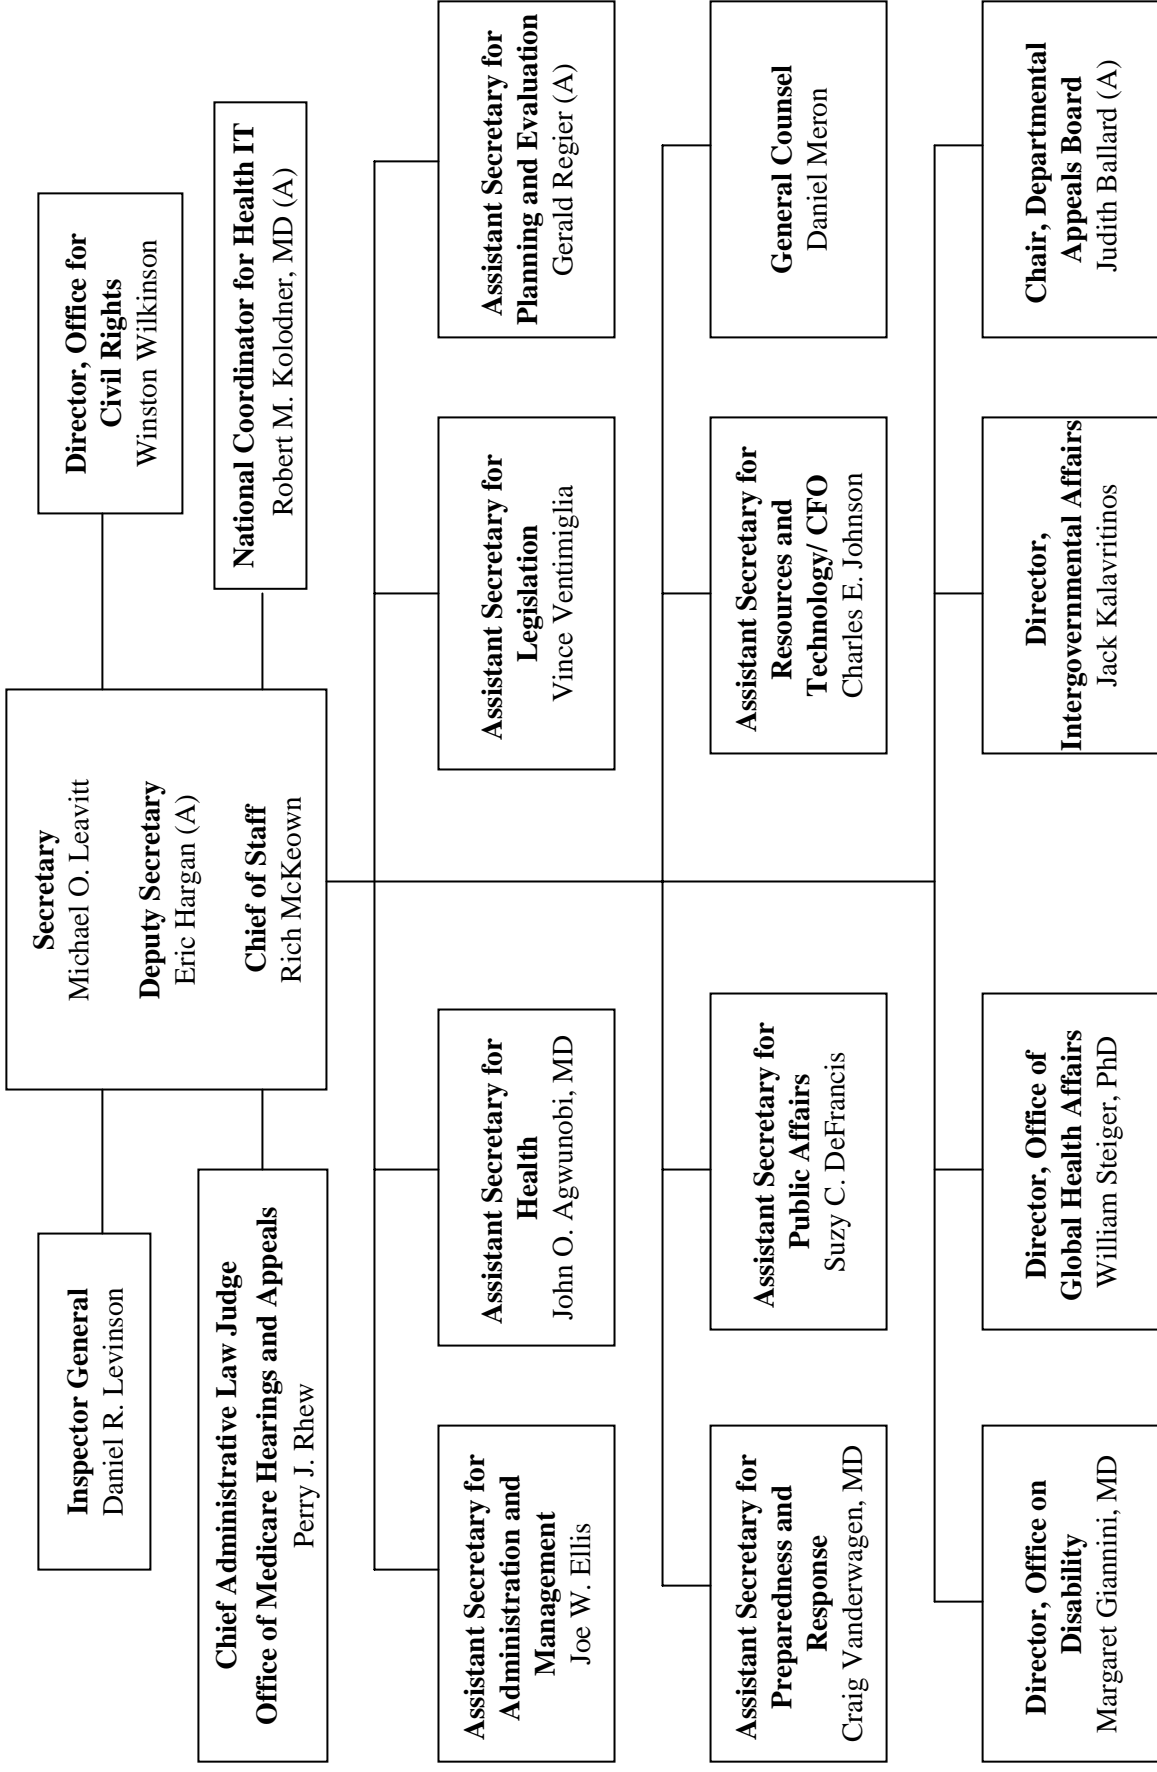 Secretary
Michael O. Leavitt
Deputy Secretary
Eric Hargan (A)
Chief of Staff
Rich McKeown
Inspector General
Daniel R. Levinson
Director, Office for
Civil Rights
Winston Wilkinson
Chief Administrative Law Judge
Office of Medicare Hearings and Appeals
Perry J. Rhew
National Coordinator for Health IT
Robert M. Kolodner, MD (A)
Assistant Secretary for
Administration and
Management
Joe W. Ellis
Assistant Secretary for
Health
John O. Agwunobi, MD
Assistant Secretary for
Legislation
Vince Ventimiglia
Assistant Secretary for
Planning and Evaluation
Gerald Regier (A)
Assistant Secretary for
Preparedness and
Response
Craig Vanderwagen, MD
Assistant Secretary for
Public Affairs
Suzy C. DeFrancis
Assistant Secretary for
Resources and
Technology/ CFO
Charles E. Johnson
General Counsel
Daniel Meron
Director, Office on
Disability
Margaret Giannini, MD
Director, Office of
Global Health Affairs
William Steiger, PhD
Director,
Intergovernmental Affairs
Jack Kalavritinos
Chair, Departmental
Appeals Board
Judith Ballard (A)